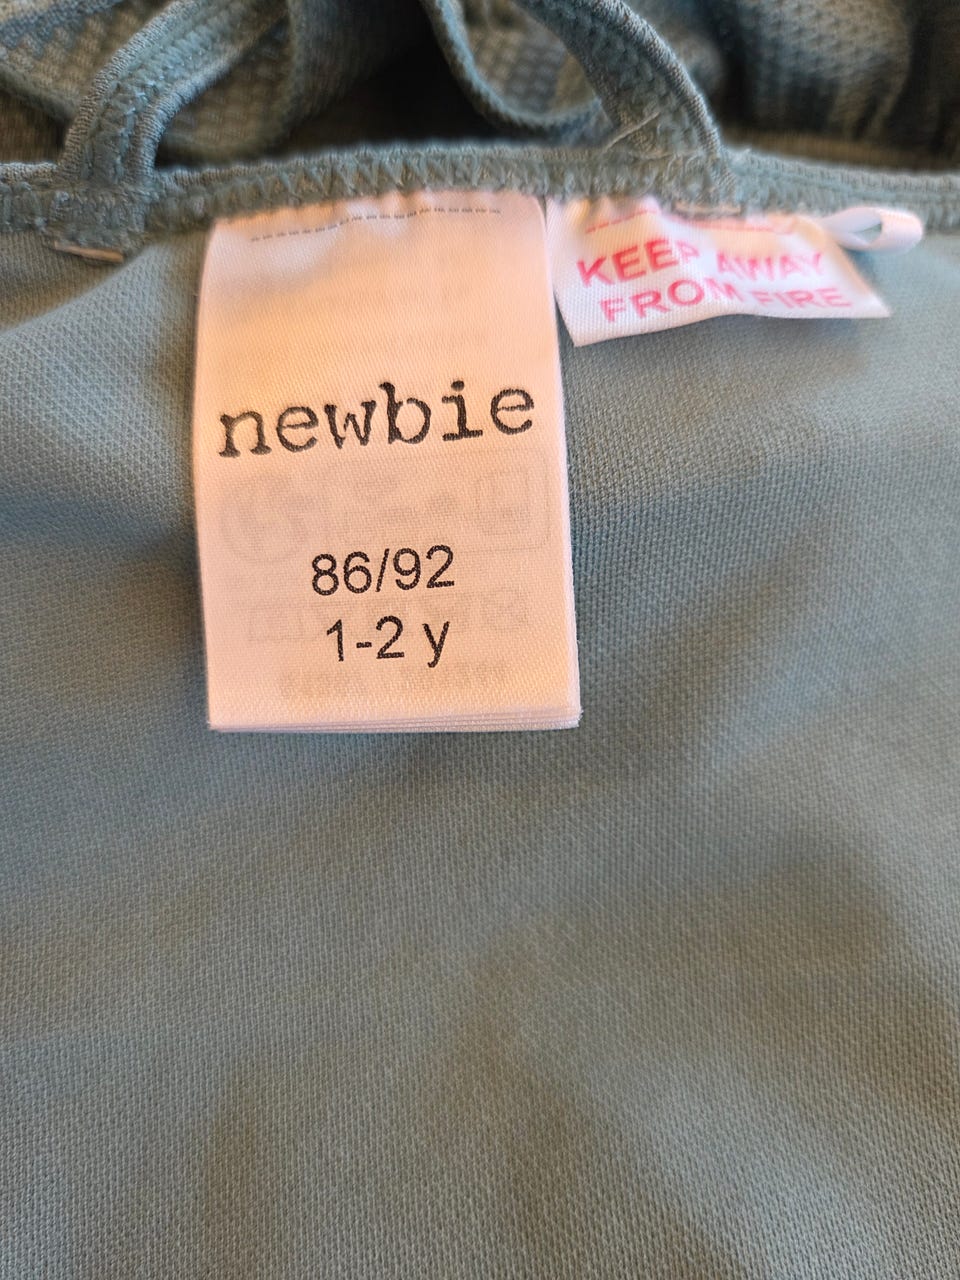 newbie
86/92
1-2 y
KEEP AWAY
FROM FIRE